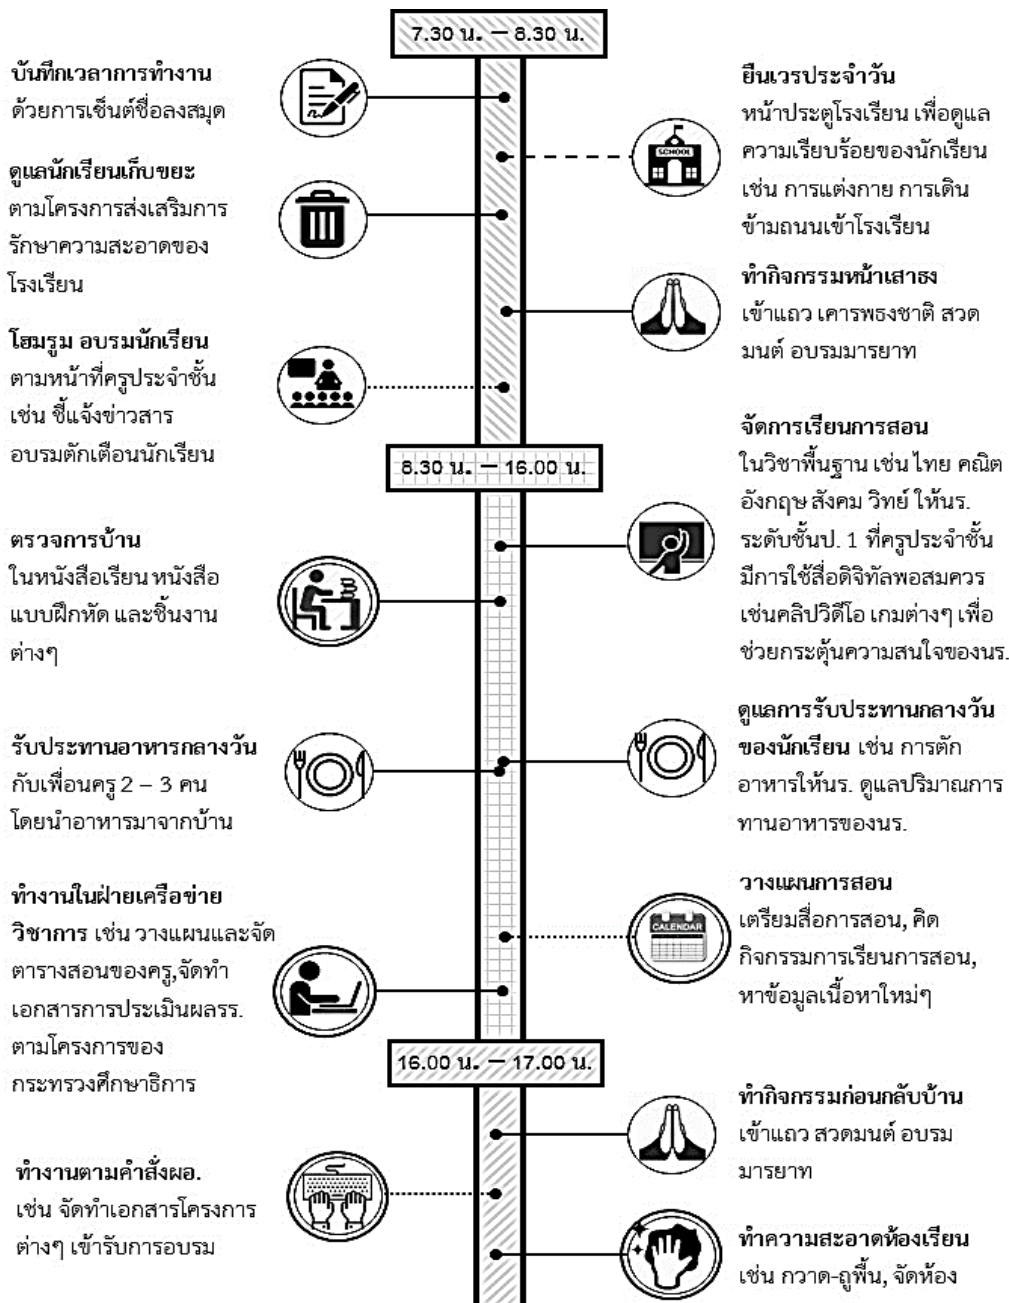 7.30 น. – 8.30 น.
บันทึกเวลาการทำงาน
ด้วยการเซ็นต์ชื่อลงสมุด
ยืนเวรประจำวัน
หน้าประตูโรงเรียน เพื่อดูแล
ความเรียบร้อยของนักเรียน
เช่น การแต่งกาย การเดิน
ข้ามถนนเข้าโรงเรียน
SCHOOL
ดูแลนักเรียนเก็บขยะ
ตามโครงการส่งเสริมการ
รักษาความสะอาดของ
โรงเรียน
ทำกิจกรรมหน้าเสาธง
เข้าแถว เคารพธงชาติ สวด
มนต์ อบรมมารยาท
โฮมรูม อบรมนักเรียน
ตามหน้าที่ครูประจำชั้น
เช่น ชี้แจ้งข่าวสาร
อบรมตักเตือนนักเรียน
8.30 น. – 16.00 น.
จัดการเรียนการสอน
ในวิชาพื้นฐาน เช่น ไทย คณิต
อังกฤษ สังคม วิทย์ ให้นร.
ระดับชั้นป. 1 ที่ครูประจำชั้น
มีการใช้สื่อดิจิทัลพอสมควร
เช่นคลิปวิดีโอ เกมต่างๆ เพื่อ
ช่วยกระตุ้นความสนใจของนร.
ตรวจการบ้าน
ในหนังสือเรียน หนังสือ
แบบฝึกหัด และชิ้นงาน
ต่างๆ
ดูแลการรับประทานกลางวัน
ของนักเรียน เช่น การตัก
อาหารให้นร. ดูแลปริมาณการ
ทานอาหารของนร.
รับประทานอาหารกลางวัน
กับเพื่อนครู 2 – 3 คน
โดยนำอาหารมาจากบ้าน
วางแผนการสอน
เตรียมสื่อการสอน, คิด
กิจกรรมการเรียนการสอน,
หาข้อมูลเนื้อหาใหม่ๆ
CALENDAR
ทำงานในฝ่ายเครือข่าย
วิชาการ เช่น วางแผนและจัด
ตารางสอนของครู,จัดทำ
เอกสารการประเมินผลรร.
ตามโครงการของ
กระทรวงศึกษาธิการ
16.00 น. – 17.00 น.
ทำกิจกรรมก่อนกลับบ้าน
เข้าแถว สวดมนต์ อบรม
มารยาท
ทำงานตามคำสั่งผอ.
เช่น จัดทำเอกสารโครงการ
ต่างๆ เข้ารับการอบรม
ทำความสะอาดห้องเรียน
เช่น กวาด-ถูพื้น, จัดห้อง